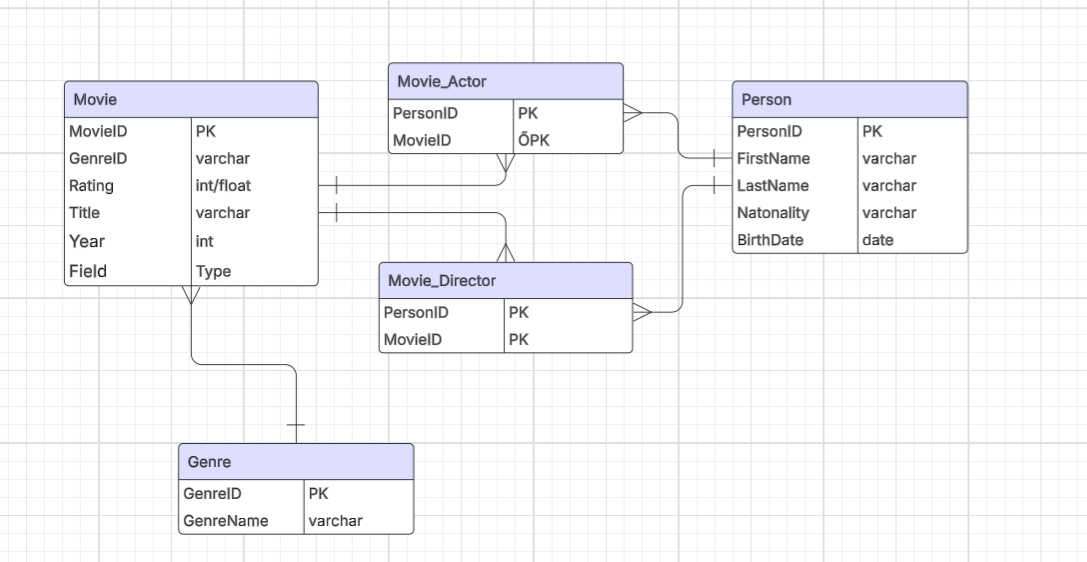 Movie
MovieID PK
GenreID varchar
Rating int/float
Title varchar
Year int
Field Type
Movie_Actor
PersonID PK
MovieID ŐPK
Person
PersonID PK
FirstName varchar
LastName varchar
Natonality varchar
BirthDate date
Movie_Director
PersonID PK
MovieID PK
Genre
GenreID PK
GenreName varchar